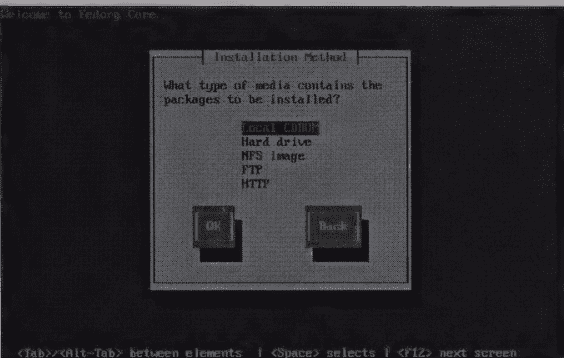 Welcome to Fedora Core
Installation Method
What type of media contains the
packages to be installed?
Local CDROM
Hard drive
NFS image
FTP
HTTP
OK
Back
<Tab>/<Alt-Tab> between elements | <Space> selects | <F12> next screen